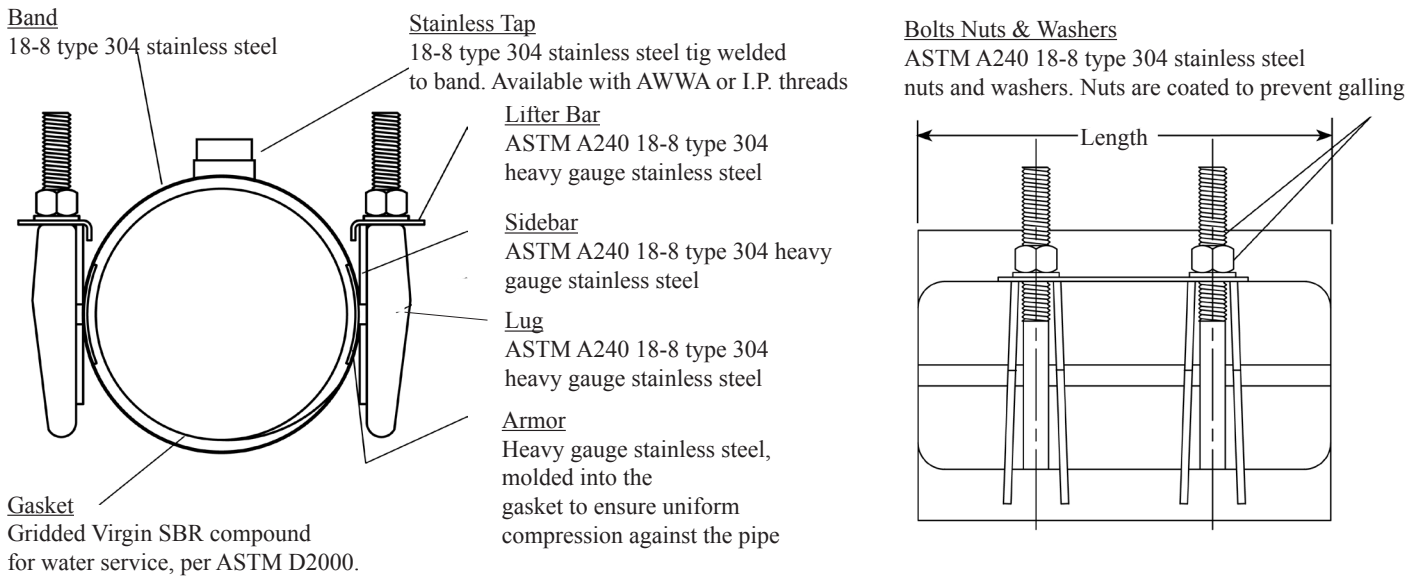 Band
18-8 type 304 stainless steel
Stainless Tap
18-8 type 304 stainless steel tig welded
to band. Available with AWWA or I.P. threads
Lifter Bar
ASTM A240 18-8 type 304
heavy gauge stainless steel
Sidebar
ASTM A240 18-8 type 304 heavy
gauge stainless steel
Lug
ASTM A240 18-8 type 304
heavy gauge stainless steel
Armor
Heavy gauge stainless steel,
molded into the
gasket to ensure uniform
compression against the pipe
Gasket
Gridded Virgin SBR compound
for water service, per ASTM D2000.
Bolts Nuts & Washers
ASTM A240 18-8 type 304 stainless steel
nuts and washers. Nuts are coated to prevent galling
Length